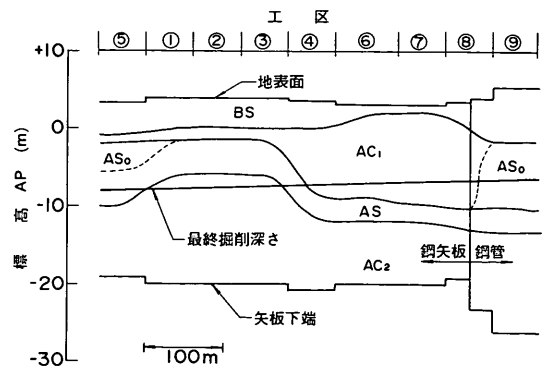 工区
⑤ ① ② ③ ④ ⑥ ⑦ ⑧ ⑨
+10
0
-10
-20
-30
標高 AP (m)
地表面
BS
AC₁
AS₀
AS₀
AS
最終掘削深さ
鋼矢板 鋼管
AC₂
矢板下端
100m